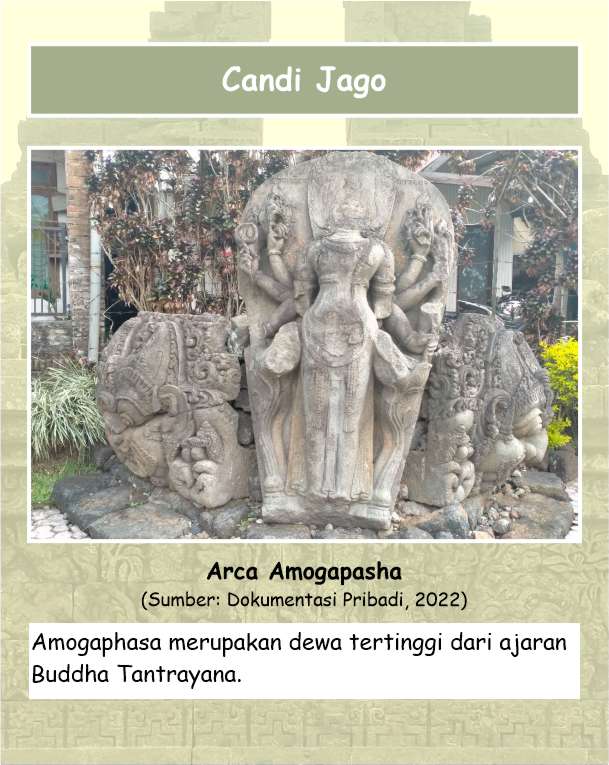 Candi Jago
Arca Amogapasha
(Sumber: Dokumentasi Pribadi, 2022)
Amogaphasa merupakan dewa tertinggi dari ajaran
Buddha Tantrayana.